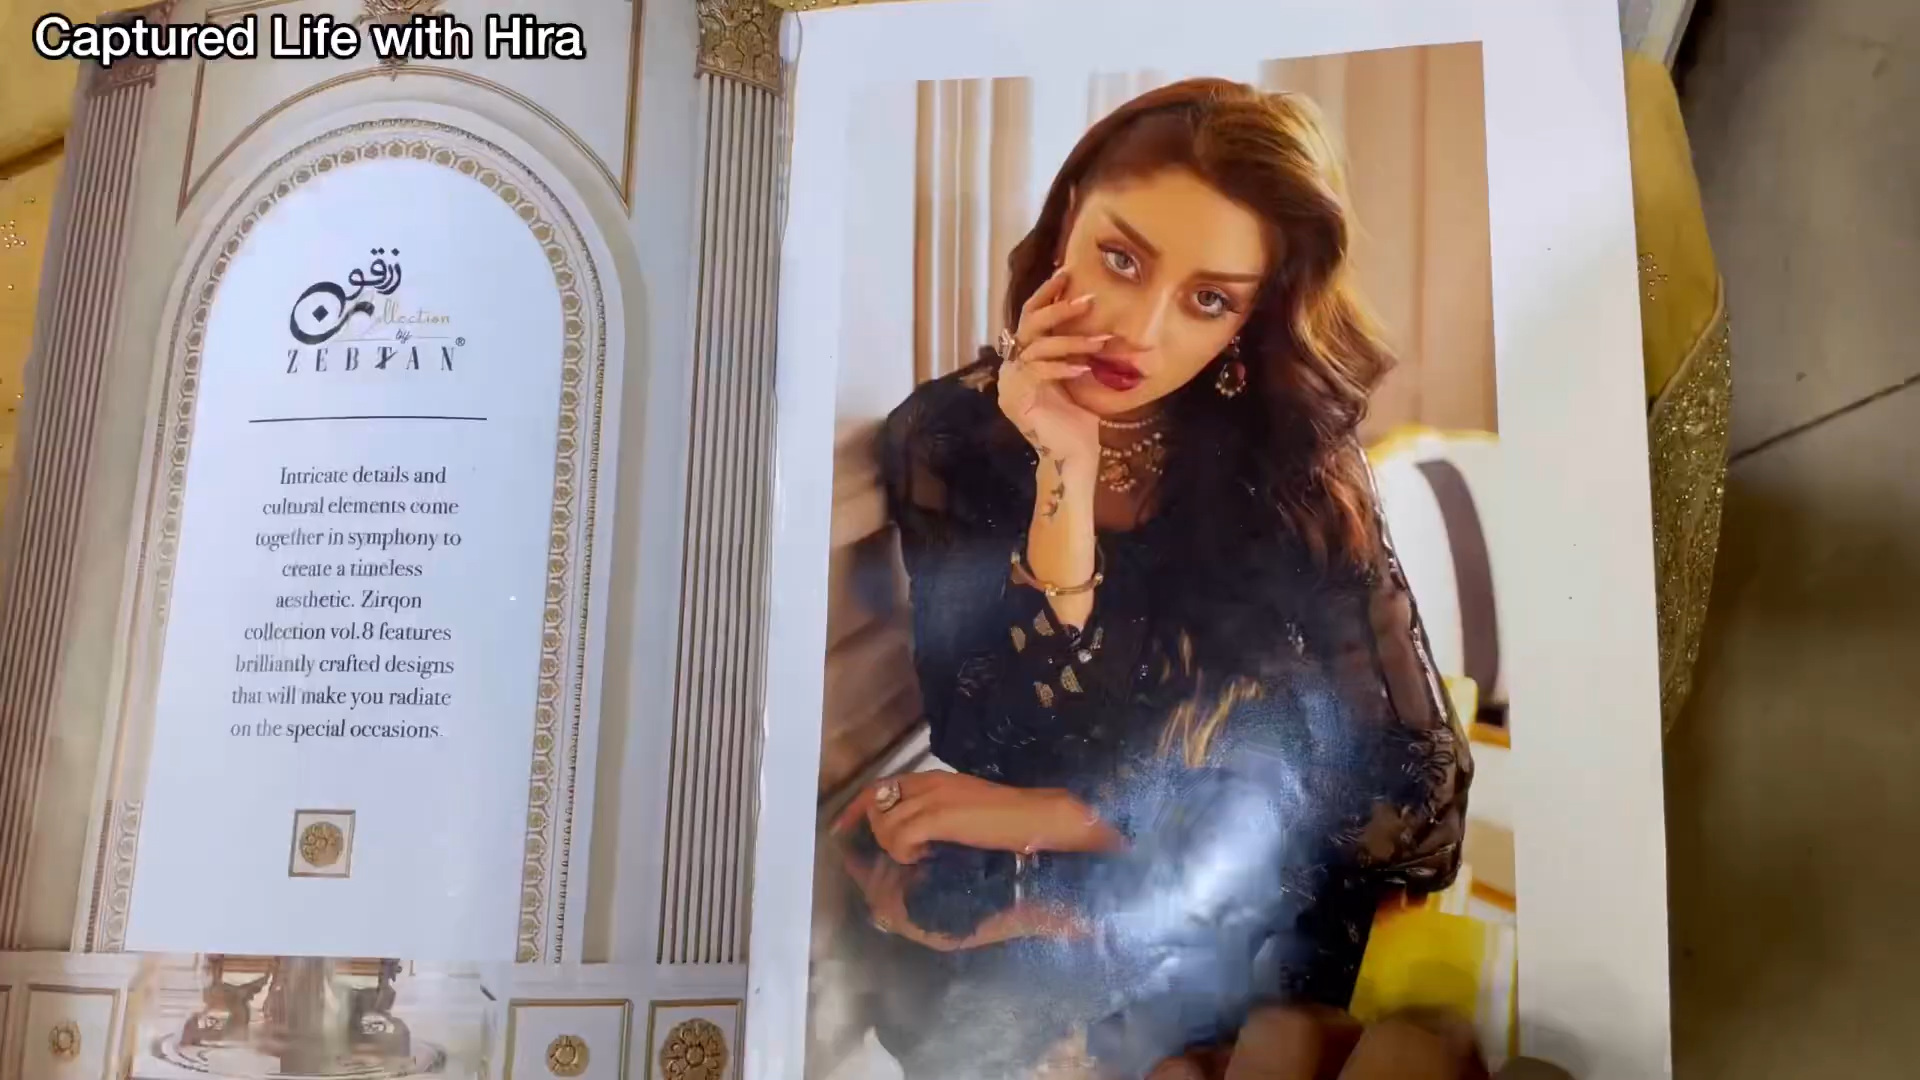 Captured Life with Hira
زرقون
Collection
by
ZEBTAN®
Intricate details and
cultural elements come
together in symphony to
create a timeless
aesthetic. Zirqon
collection vol.8 features
brilliantly crafted designs
that will make you radiate
on the special occasions.